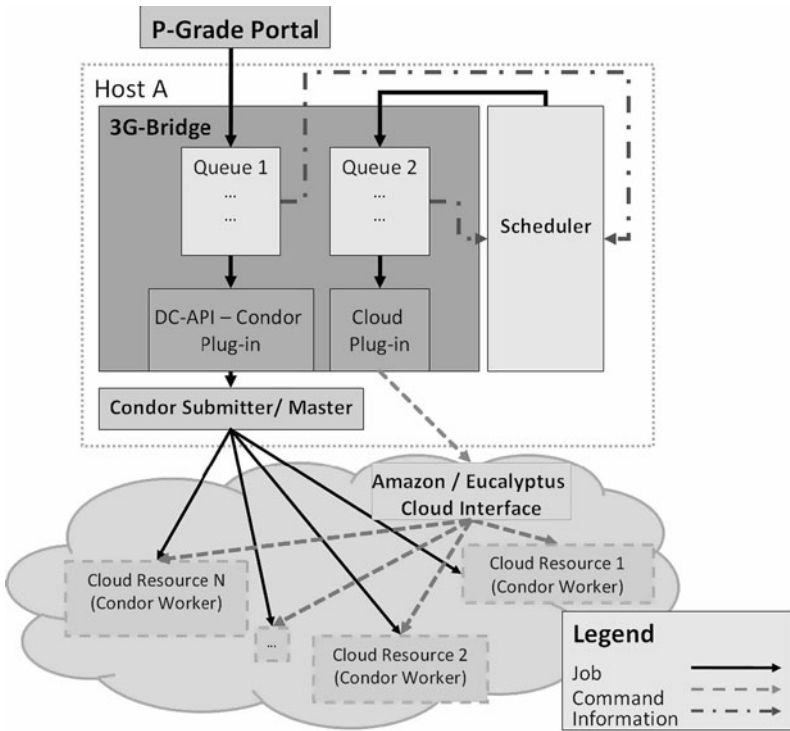 P-Grade Portal
Host A
3G-Bridge
Queue 1
...
...
Queue 2
...
...
Scheduler
DC-API – Condor
Plug-in
Cloud
Plug-in
Condor Submitter/ Master
Amazon / Eucalyptus
Cloud Interface
Cloud Resource N
(Condor Worker)
Cloud Resource 1
(Condor Worker)
...
Cloud Resource 2
(Condor Worker)
Legend
Job
Command
Information